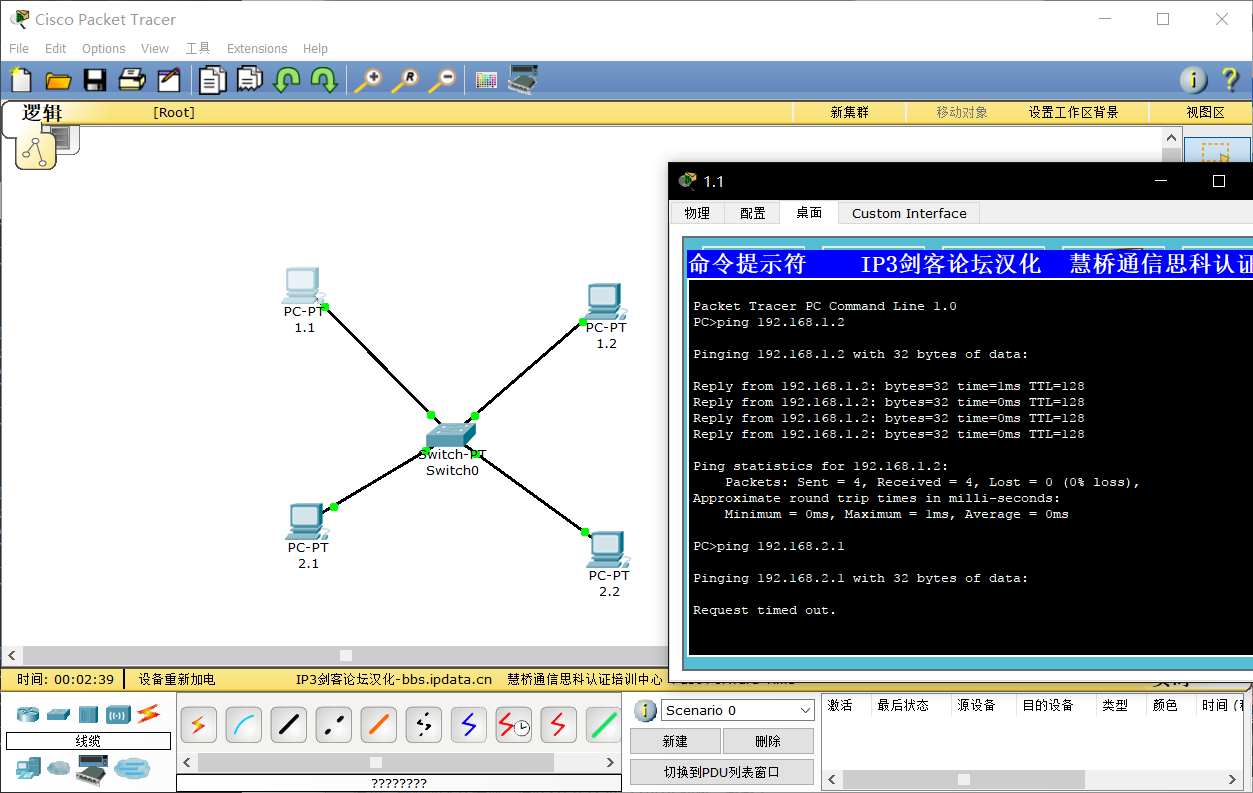 Cisco Packet Tracer
File Edit Options View 工具 Extensions Help
逻辑 [Root] 新集群 移动对象 设置工作区背景 视图区
PC-PT
1.1
PC-PT
1.2
Switch-PT
Switch0
PC-PT
2.1
PC-PT
2.2
1.1
物理 配置 桌面 Custom Interface
命令提示符 IP3剑客论坛汉化 慧桥通信思科认证
Packet Tracer PC Command Line 1.0
PC>ping 192.168.1.2
Pinging 192.168.1.2 with 32 bytes of data:
Reply from 192.168.1.2: bytes=32 time=1ms TTL=128
Reply from 192.168.1.2: bytes=32 time=0ms TTL=128
Reply from 192.168.1.2: bytes=32 time=0ms TTL=128
Reply from 192.168.1.2: bytes=32 time=0ms TTL=128
Ping statistics for 192.168.1.2:
Packets: Sent = 4, Received = 4, Lost = 0 (0% loss),
Approximate round trip times in milli-seconds:
Minimum = 0ms, Maximum = 1ms, Average = 0ms
PC>ping 192.168.2.1
Pinging 192.168.2.1 with 32 bytes of data:
Request timed out.
时间: 00:02:39 设备重新加电 IP3剑客论坛汉化-bbs.ipdata.cn 慧桥通信思科认证培训中心
线缆
????????
Scenario 0
新建 删除
切换到PDU列表窗口
激活 最后状态 源设备 目的设备 类型 颜色 时间